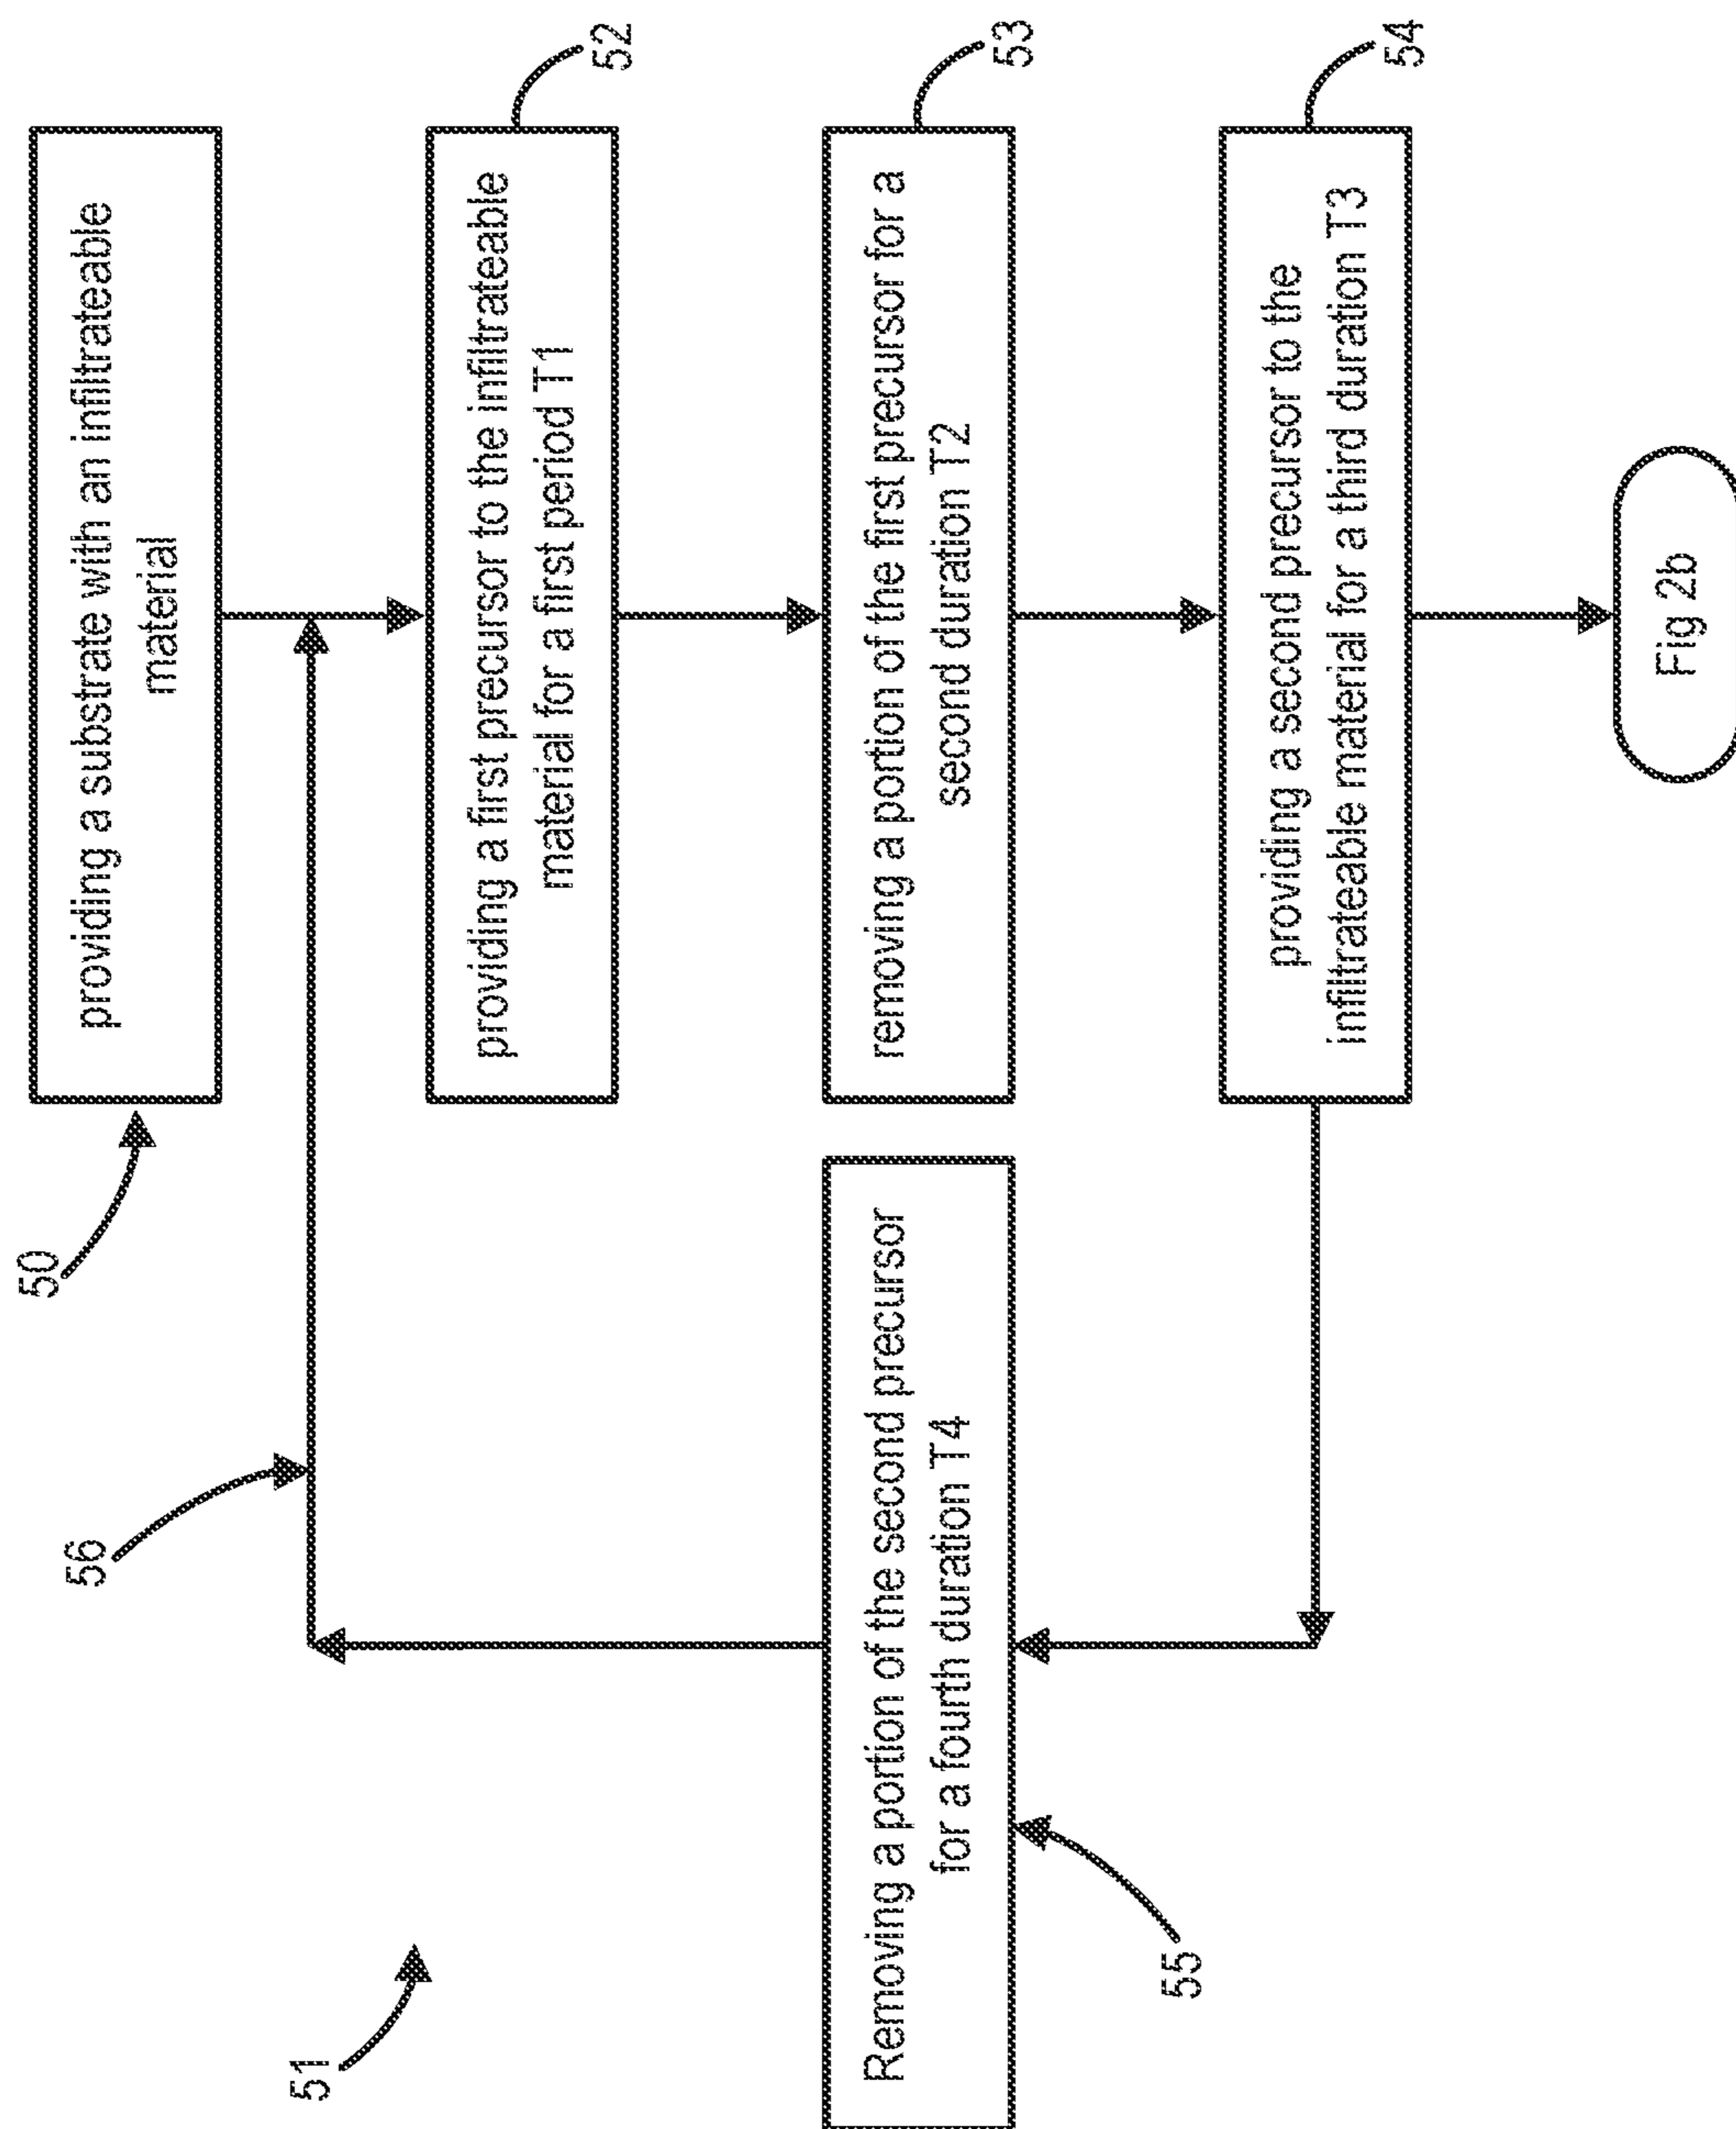 50
providing a substrate with an infiltrateable
material
56
52
providing a first precursor to the infiltrateable
material for a first period T1
51
53
removing a portion of the first precursor for a
second duration T2
Removing a portion of the second precursor
for a fourth duration T4
55
54
providing a second precursor to the
infiltrateable material for a third duration T3
Fig 2b